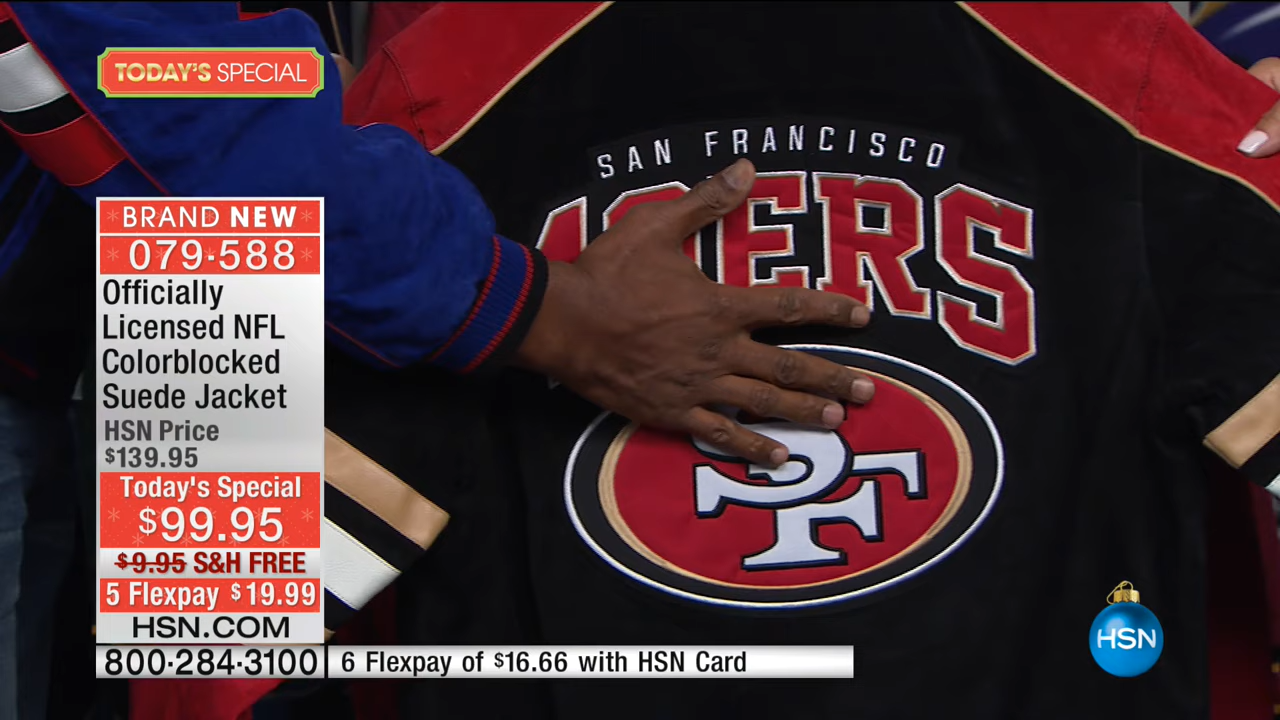 TODAY'S SPECIAL
BRAND NEW
079·588
Officially
Licensed NFL
Colorblocked
Suede Jacket
HSN Price
$139.95
Today's Special
$99.95
$9.95 S&H FREE
5 Flexpay $19.99
HSN.COM
800·284·3100
6 Flexpay of $16.66 with HSN Card
SAN FRANCISCO
49ERS
SF
HSN